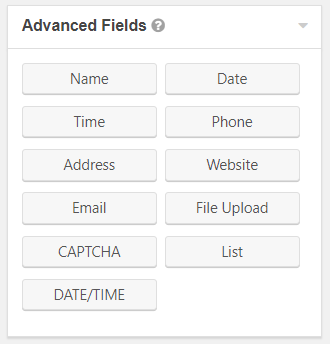 Advanced Fields ?
Name Date
Time Phone
Address Website
Email File Upload
CAPTCHA List
DATE/TIME